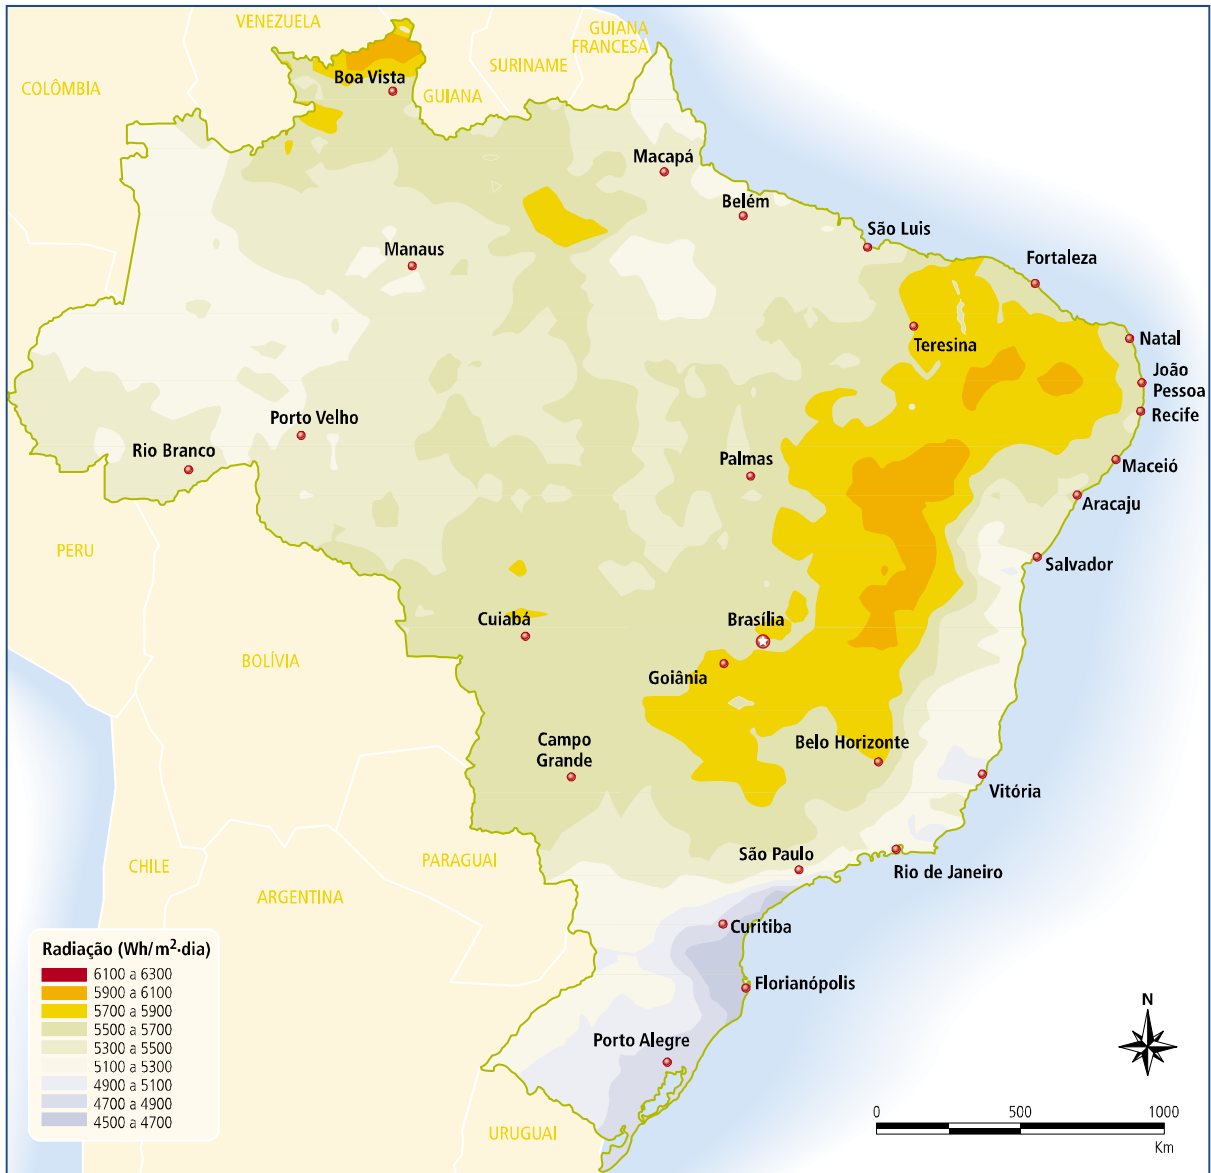 VENEZUELA
GUIANA
FRANCESA
SURINAME
COLÔMBIA
GUIANA
Boa Vista
Macapá
Belém
São Luis
Manaus
Fortaleza
Teresina
Natal
João
Pessoa
Recife
Porto Velho
Rio Branco
Palmas
Maceió
Aracaju
PERU
Salvador
Cuiabá
Brasília
BOLÍVIA
Goiânia
Campo
Grande
Belo Horizonte
Vitória
CHILE
PARAGUAI
São Paulo
Rio de Janeiro
ARGENTINA
Curitiba
Florianópolis
Porto Alegre
URUGUAI
Radiação (Wh/m²·dia)
6100 a 6300
5900 a 6100
5700 a 5900
5500 a 5700
5300 a 5500
5100 a 5300
4900 a 5100
4700 a 4900
4500 a 4700
N
0 500 1000
Km